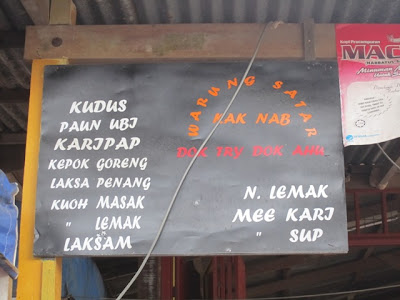 KUDUS
PAUN UBI
KARIPAP
KEPOK GORENG
LAKSA PENANG
KUOH MASAK
" LEMAK
LAKSAM
WARUNG SATAR
KAK NAB
DOK TRY DOK AHU
N. LEMAK
MEE KARI
" SUP
MAC